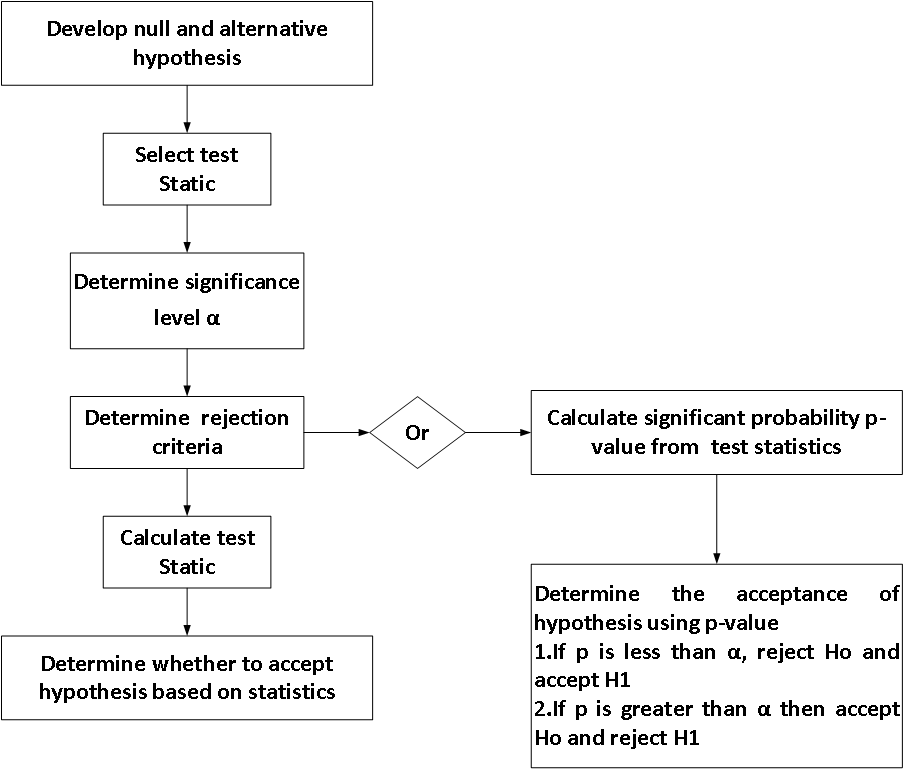 Develop null and alternative
hypothesis
Select test
Static
Determine significance
level α
Determine rejection
criteria
Or
Calculate significant probability p-
value from test statistics
Calculate test
Static
Determine whether to accept
hypothesis based on statistics
Determine the acceptance of
hypothesis using p-value
1.If p is less than α, reject Ho and
accept H1
2.If p is greater than α then accept
Ho and reject H1